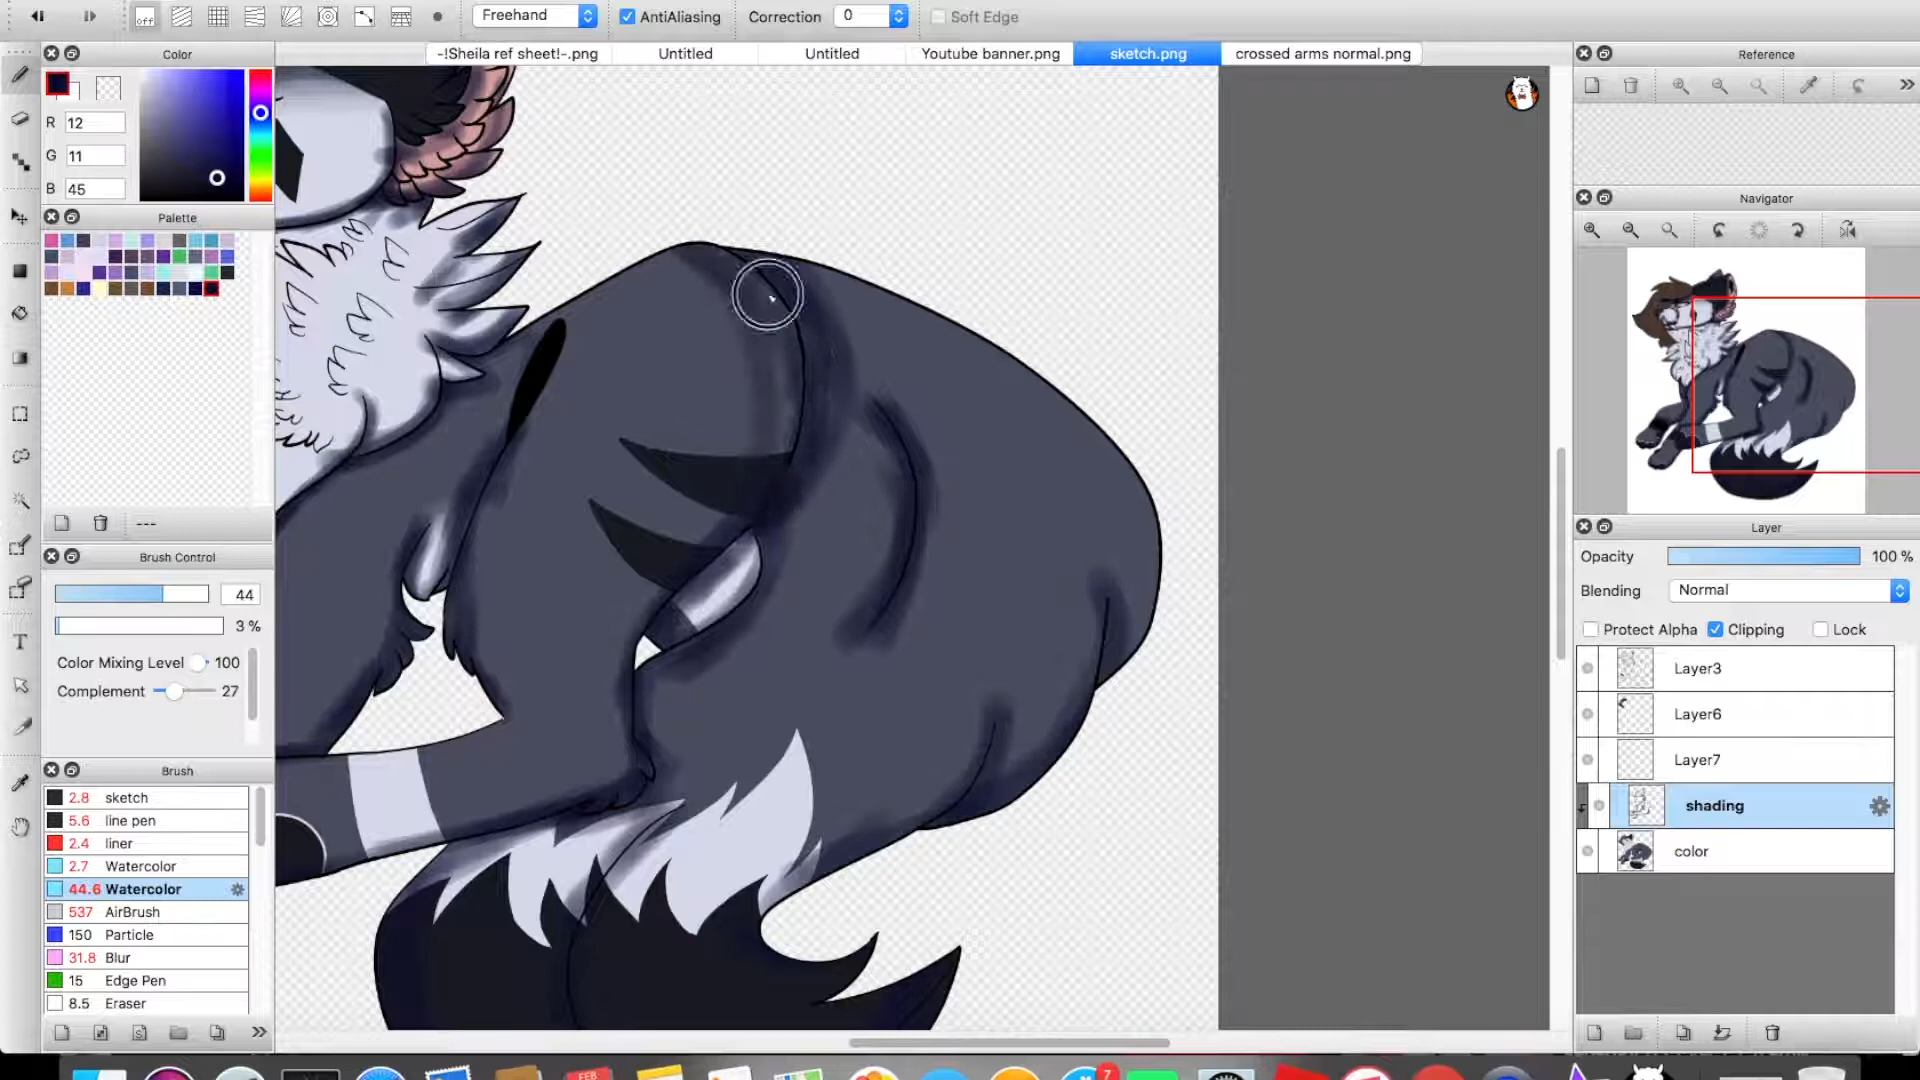 off Freehand AntiAliasing Correction 0 Soft Edge
Color
-!Sheila ref sheet!-.png Untitled Untitled Youtube banner.png sketch.png crossed arms normal.png
R 12
G 11
B 45
Palette
---
Brush Control
44
3 %
Color Mixing Level 100
Complement 27
Brush
2.8 sketch
5.6 line pen
2.4 liner
2.7 Watercolor
44.6 Watercolor
537 AirBrush
150 Particle
31.8 Blur
15 Edge Pen
8.5 Eraser
Reference
Navigator
Layer
Opacity 100 %
Blending Normal
Protect Alpha Clipping Lock
Layer3
Layer6
Layer7
shading
color
FEB
7